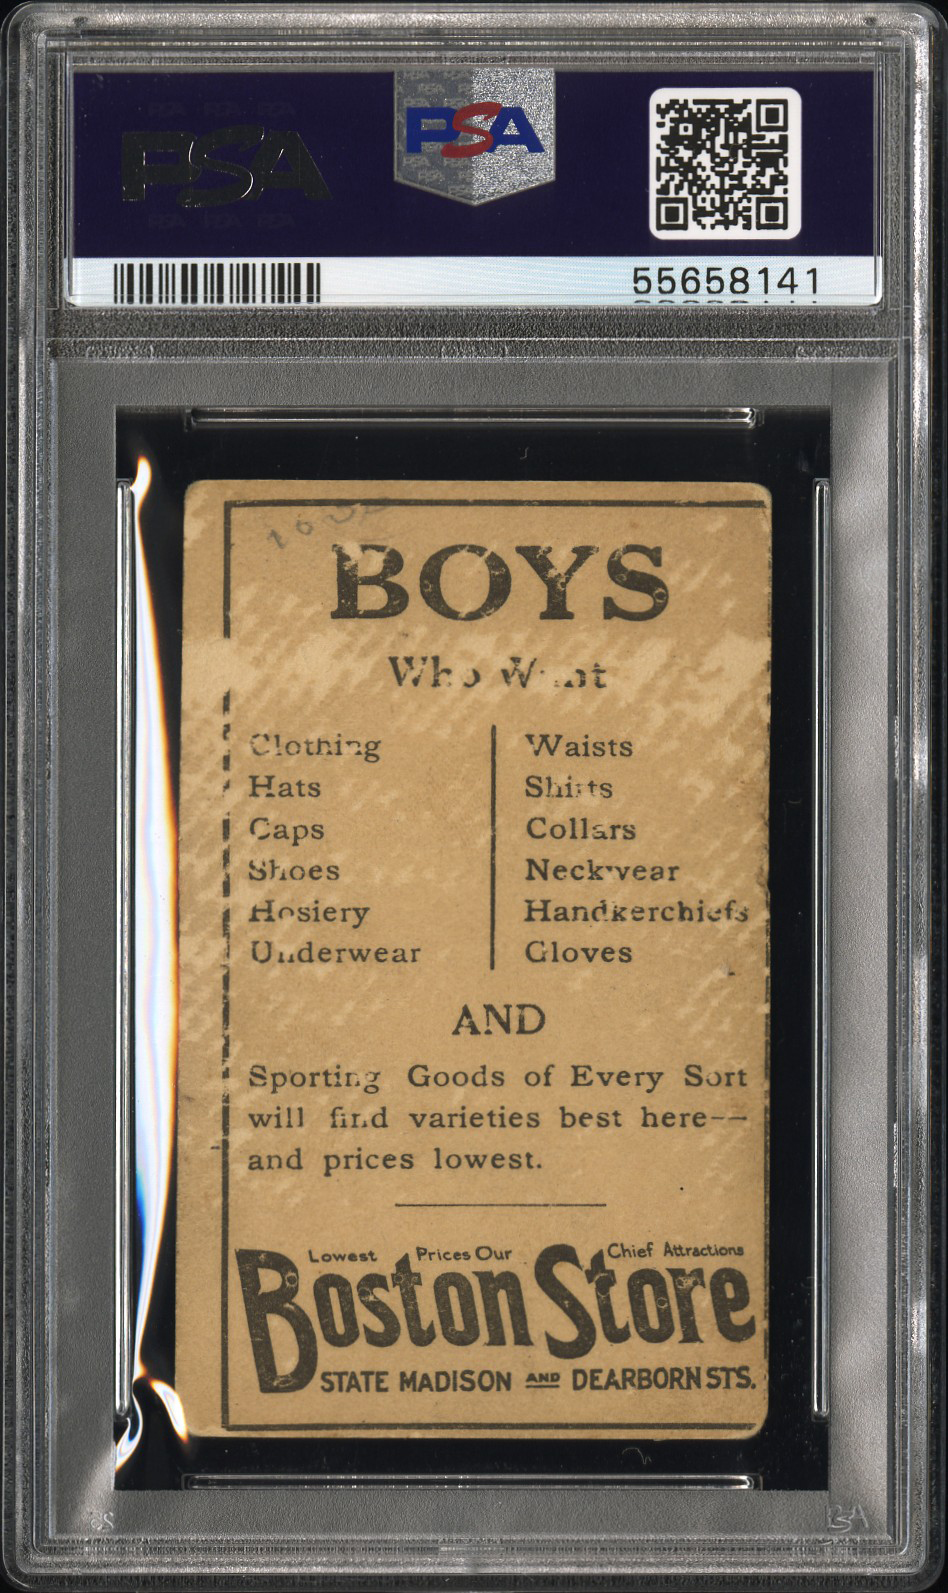 PSA
PSA
55658141
BOYS
Who Want
Clothing
Hats
Caps
Shoes
Hosiery
Underwear
Waists
Shirts
Collars
Neckwear
Handkerchiefs
Gloves
AND
Sporting Goods of Every Sort
will find varieties best here--
and prices lowest.
Lowest Prices Our Chief Attractions
Boston Store
STATE MADISON AND DEARBORN STS.